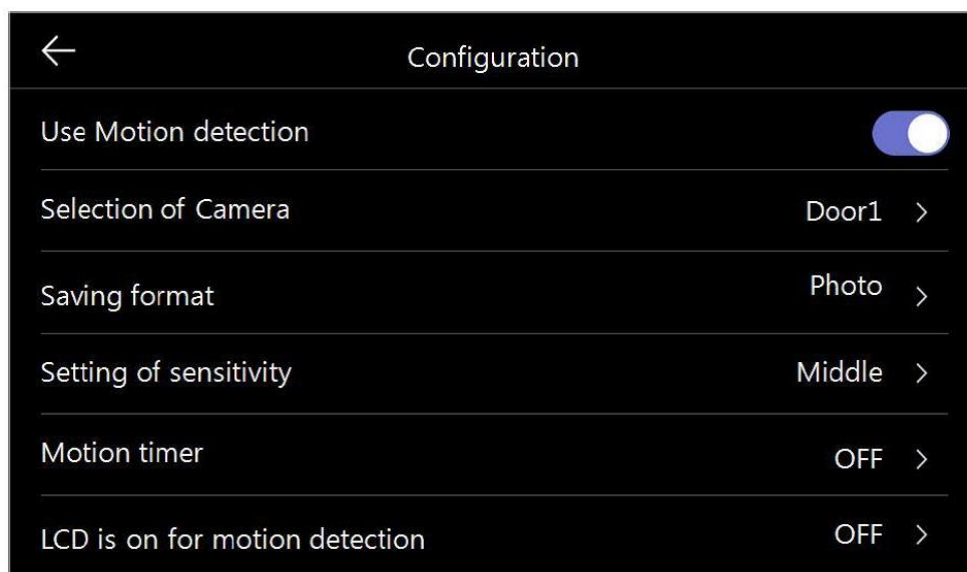 Configuration
Use Motion detection
Selection of Camera Door1
Saving format Photo
Setting of sensitivity Middle
Motion timer OFF
LCD is on for motion detection OFF